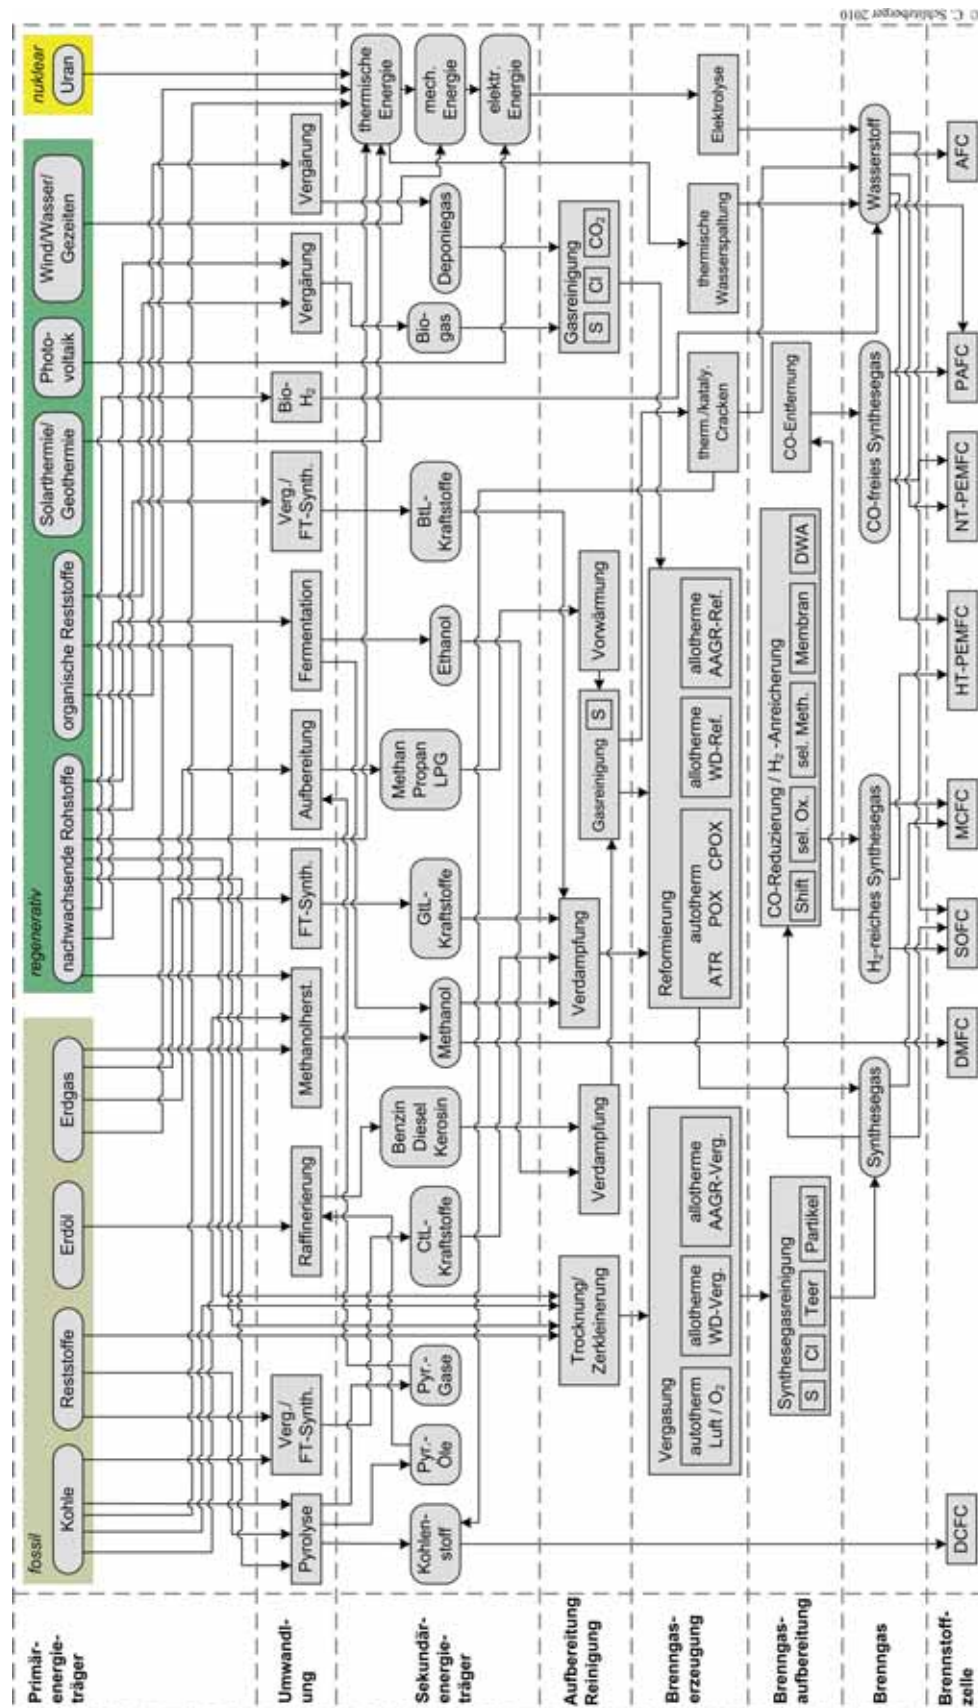 © C. Schlitzberger 2010
Primär-
energie-
träger
fossil
Kohle
Reststoffe
Erdöl
Erdgas
regenerativ
nachwachsende Rohstoffe
organische Reststoffe
Solarthermie/
Geothermie
Photo-
voltaik
Wind/Wasser/
Gezeiten
nuklear
Uran
Umwandl-
ung
Pyrolyse
Verg./
FT-Synth.
Raffinerierung
Methanolherst.
FT-Synth.
Aufbereitung
Fermentation
Verg./
FT-Synth.
Bio-
H2
Vergärung
Vergärung
Sekundär-
energie-
träger
Kohlen-
stoff
Pyr.-
Öle
Pyr.-
Gase
CtL-
Kraftstoffe
Benzin
Diesel
Kerosin
Methanol
GtL-
Kraftstoffe
Methan
Propan
LPG
Ethanol
BtL-
Kraftstoffe
Bio-
gas
Deponiegas
thermische
Energie
mech.
Energie
elektr.
Energie
Aufbereitung
Reinigung
Trocknung/
Zerkleinerung
Verdampfung
Verdampfung
Gasreinigung
S
Vorwärmung
Gasreinigung
S
Cl
CO2
Brenngas-
erzeugung
Vergasung
autotherm
Luft / O2
allotherme
WD-Verg.
allotherme
AAGR-Verg.
Reformierung
autotherm
ATR POX CPOX
allotherme
WD-Ref.
allotherme
AAGR-Ref.
therm./kataly.
Cracken
thermische
Wasserspaltung
Elektrolyse
Brenngas-
aufbereitung
Synthesegasreinigung
S
Cl
Teer
Partikel
CO-Reduzierung / H2 -Anreicherung
Shift
sel. Ox.
sel. Meth.
Membran
DWA
CO-Entfernung
Brenngas
Synthesegas
H2-reiches Synthesegas
CO-freies Synthesegas
Wasserstoff
Brennstoff-
zelle
DCFC
DMFC
SOFC
MCFC
HT-PEMFC
NT-PEMFC
PAFC
AFC